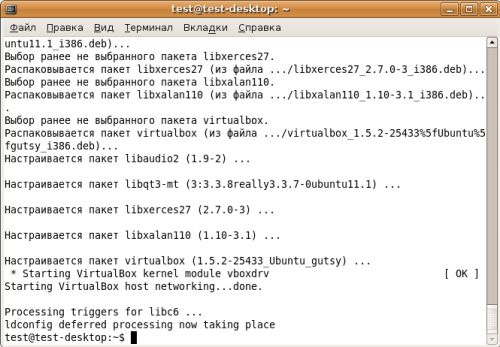 test@test-desktop: ~
Файл Правка Вид Терминал Вкладки Справка
untu11.1_i386.deb)...
Выбор ранее не выбранного пакета libxerces27.
Распаковывается пакет libxerces27 (из файла .../libxerces27_2.7.0-3_i386.deb)...
Выбор ранее не выбранного пакета libxalan110.
Распаковывается пакет libxalan110 (из файла .../libxalan110_1.10-3.1_i386.deb)..
.
Выбор ранее не выбранного пакета virtualbox.
Распаковывается пакет virtualbox (из файла .../virtualbox_1.5.2-25433%5fUbuntu%5
fgutsy_i386.deb)...
Настраивается пакет libaudio2 (1.9-2) ...
Настраивается пакет libqt3-mt (3:3.3.8really3.3.7-0ubuntu11.1) ...
Настраивается пакет libxerces27 (2.7.0-3) ...
Настраивается пакет libxalan110 (1.10-3.1) ...
Настраивается пакет virtualbox (1.5.2-25433_Ubuntu_gutsy) ...
* Starting VirtualBox kernel module vboxdrv [ OK ]
Starting VirtualBox host networking...done.
Processing triggers for libc6 ...
ldconfig deferred processing now taking place
test@test-desktop:~$